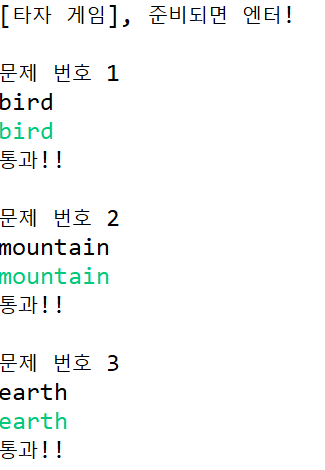 [타자 게임], 준비되면 엔터!
문제 번호 1
bird
bird
통과!!
문제 번호 2
mountain
mountain
통과!!
문제 번호 3
earth
earth
통과!!